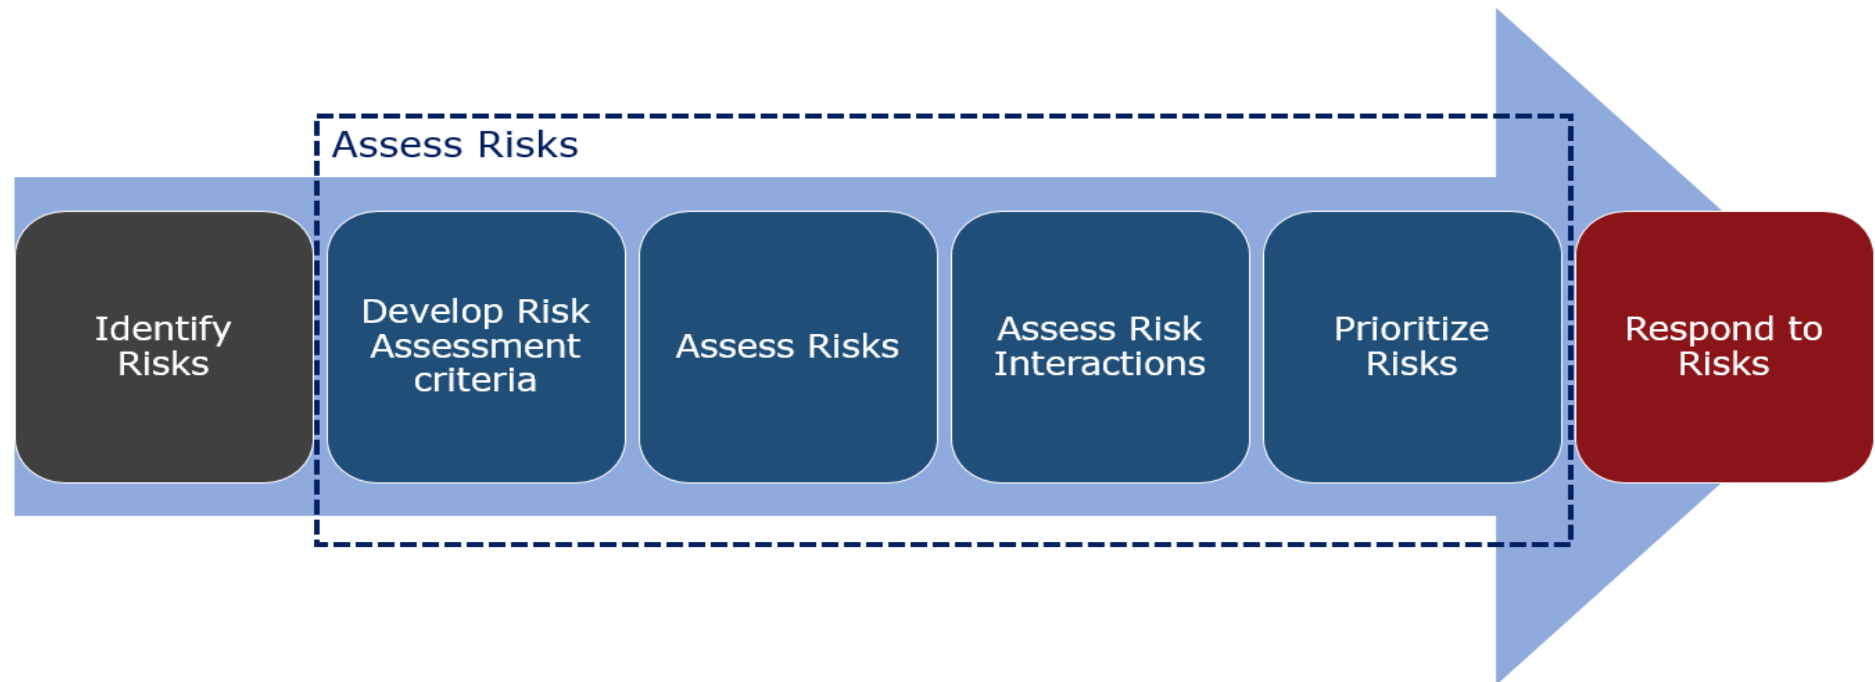 Assess Risks
Identify
Risks
Develop Risk
Assessment
criteria
Assess Risks
Assess Risk
Interactions
Prioritize
Risks
Respond to
Risks